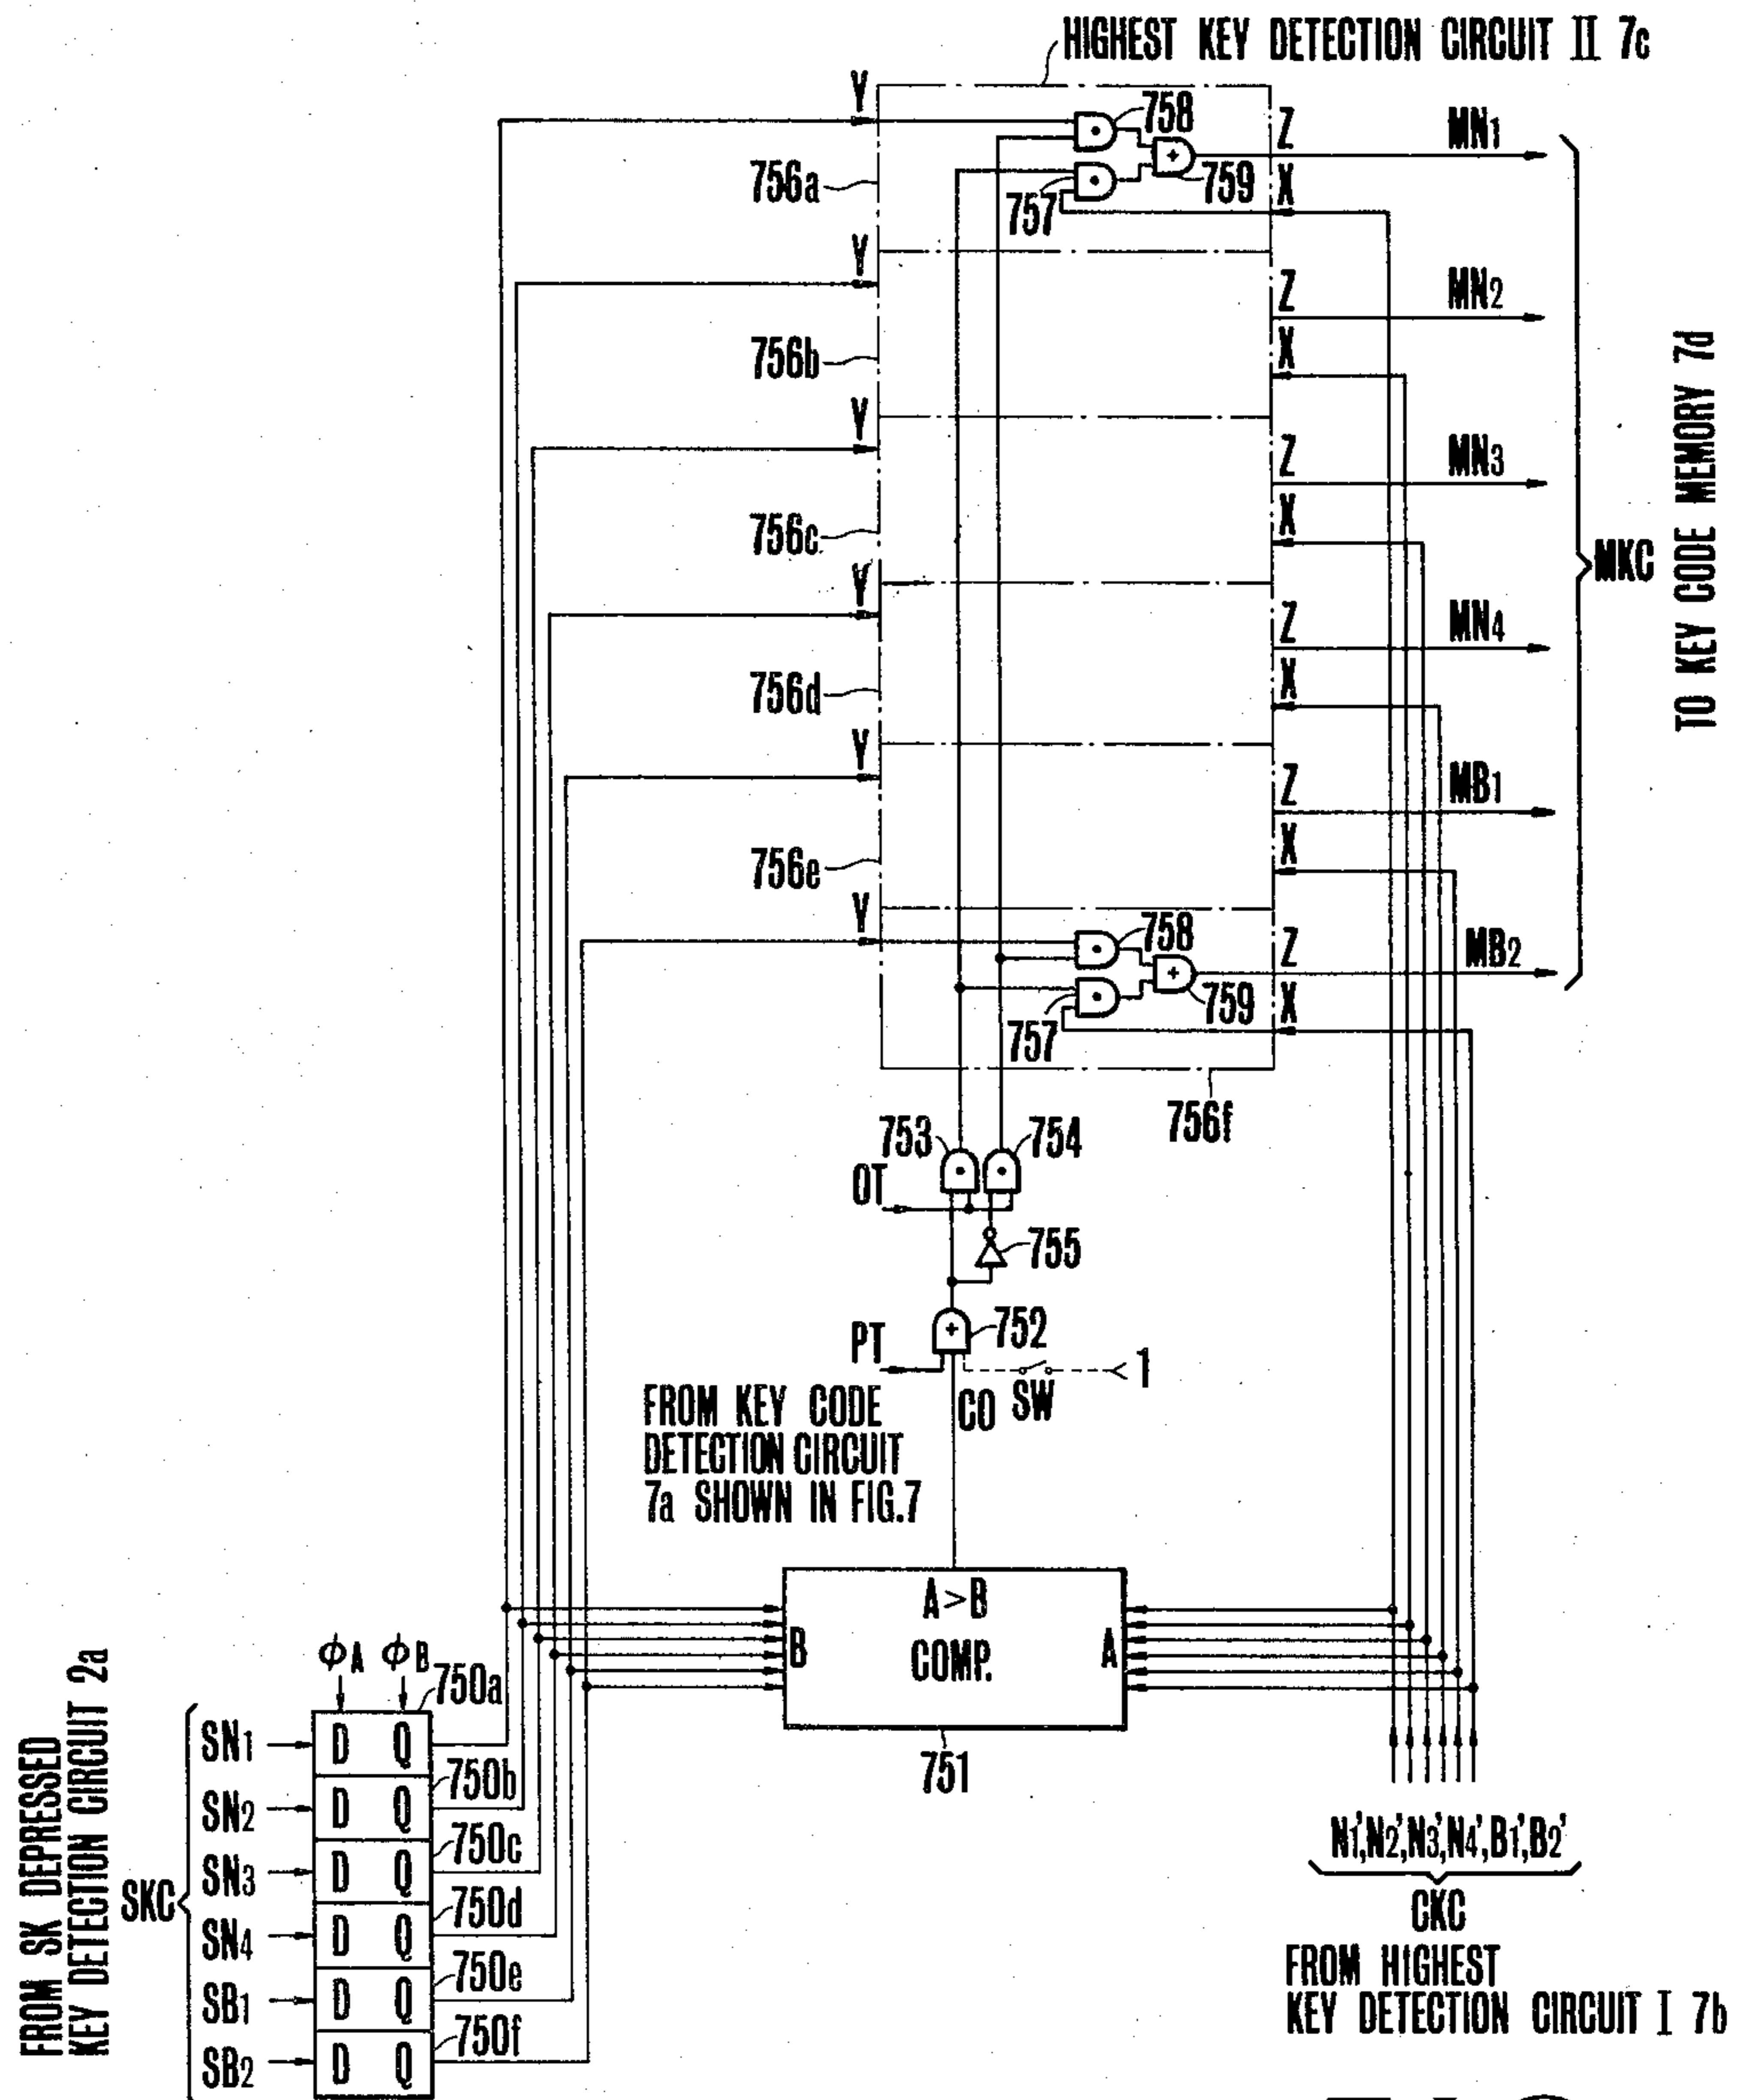 HIGHEST KEY DETECTION CIRCUIT II 7c
Y
758
Z
MN1
756a
757
759
X
Y
Z
MN2
756b
X
Y
Z
MN3
756c
X
Y
Z
MN4
756d
X
Y
Z
MB1
756e
X
Y
758
Z
MB2
757
759
X
756f
MKC
TO KEY CODE MEMORY 7d
753
754
OT
755
PT
752
1
CO
SW
FROM KEY CODE
DETECTION CIRCUIT
7a SHOWN IN FIG.7
A>B
B
COMP.
A
751
ΦA
ΦB
750a
SN1
D
Q
750b
SN2
D
Q
750c
SN3
D
Q
750d
SN4
D
Q
750e
SB1
D
Q
750f
SB2
D
Q
SKC
FROM SK DEPRESSED
KEY DETECTION CIRCUIT 2a
N1',N2',N3',N4',B1',B2'
CKC
FROM HIGHEST
KEY DETECTION CIRCUIT I 7b